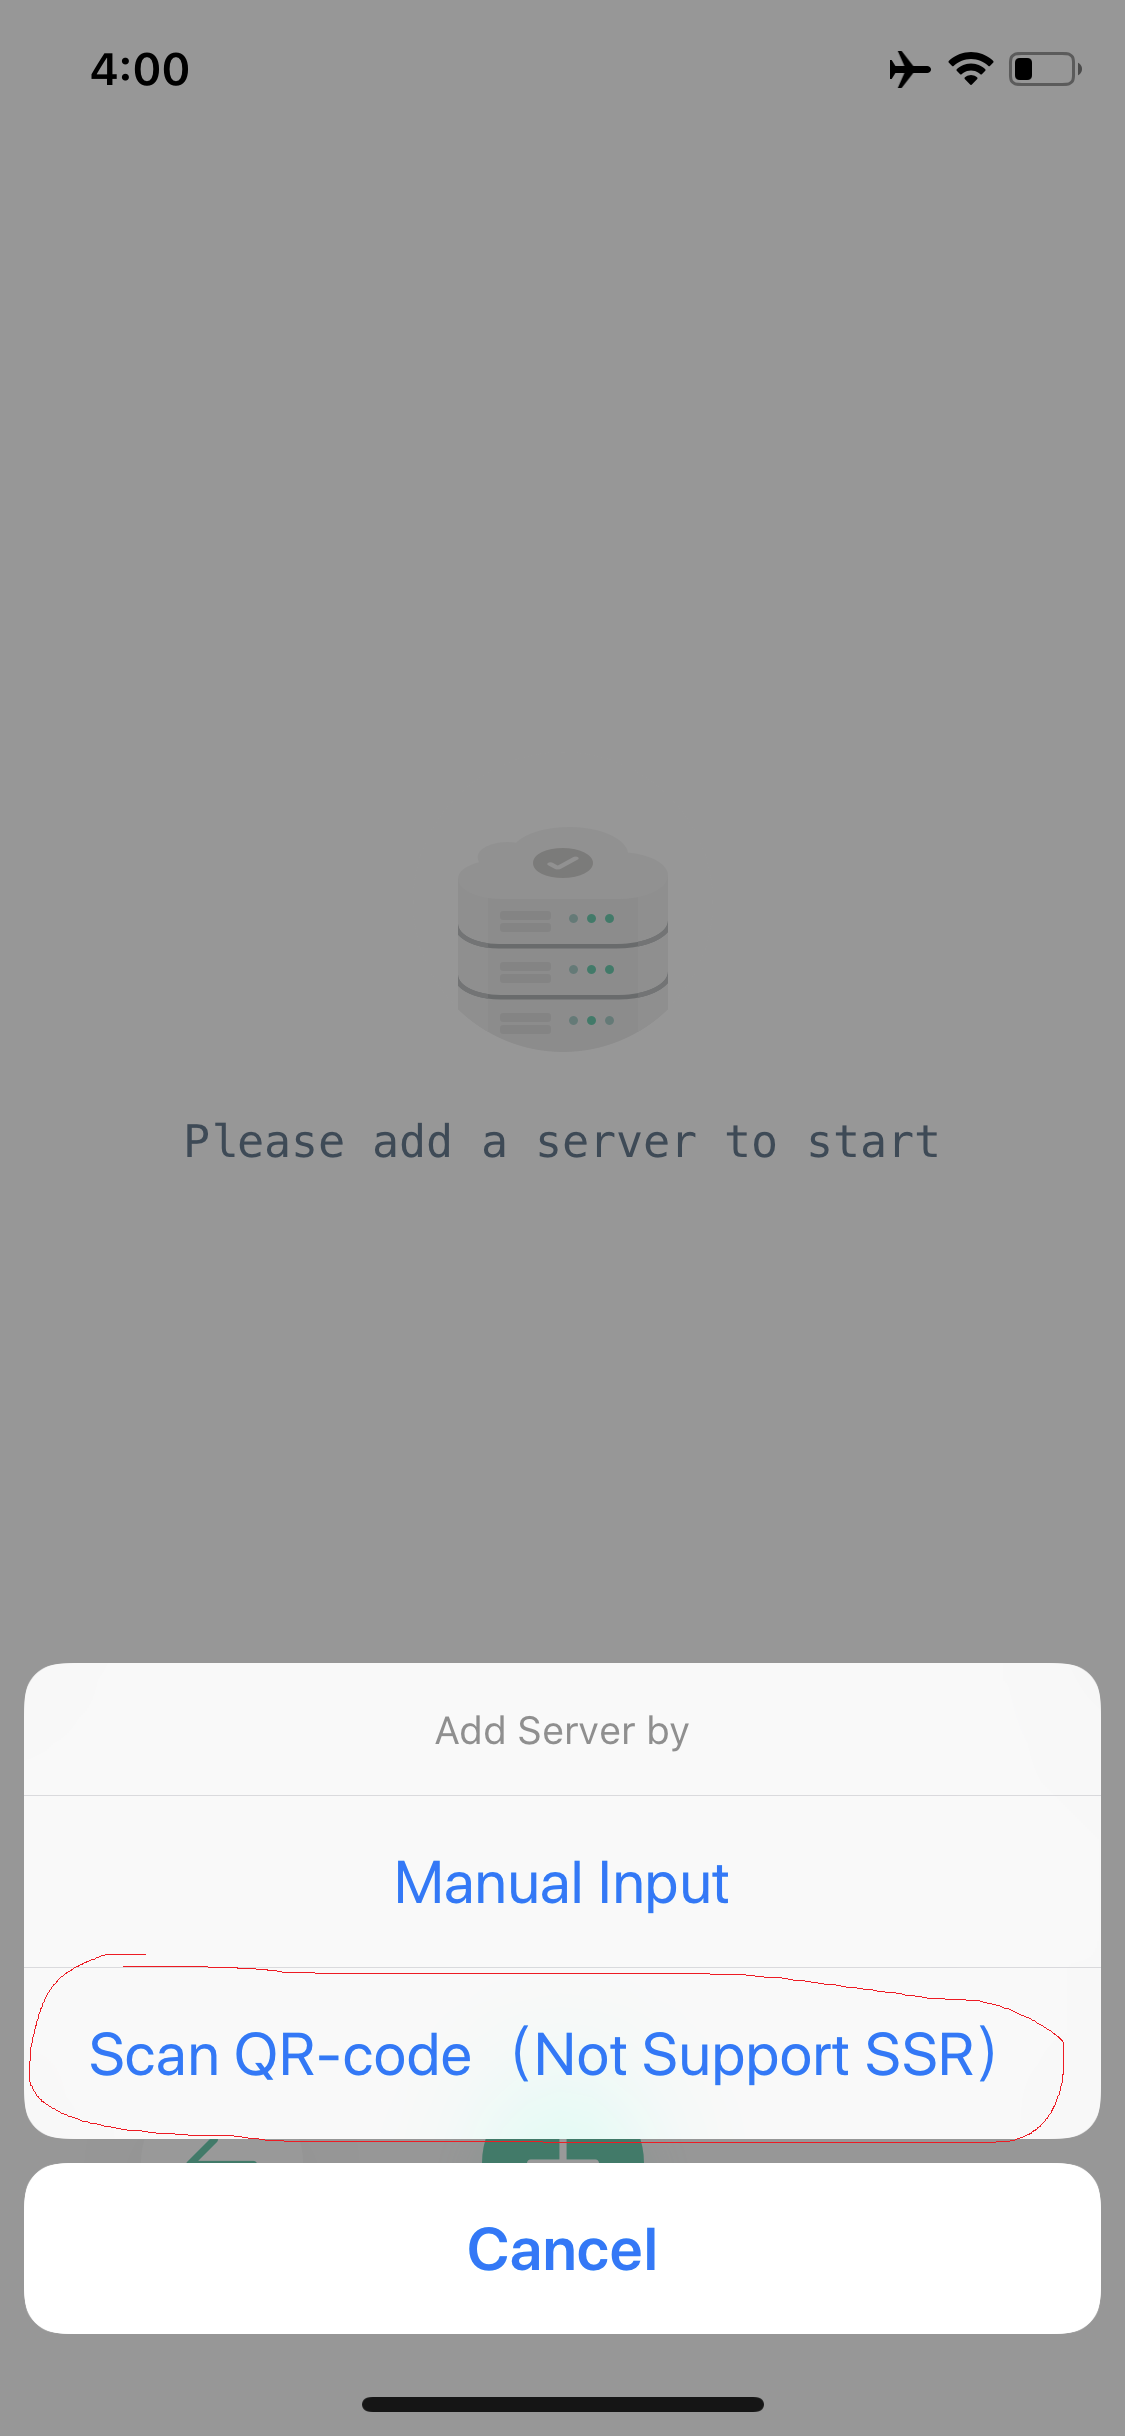 4:00
Please add a server to start
Add Server by
Manual Input
Scan QR-code（Not Support SSR）
Cancel